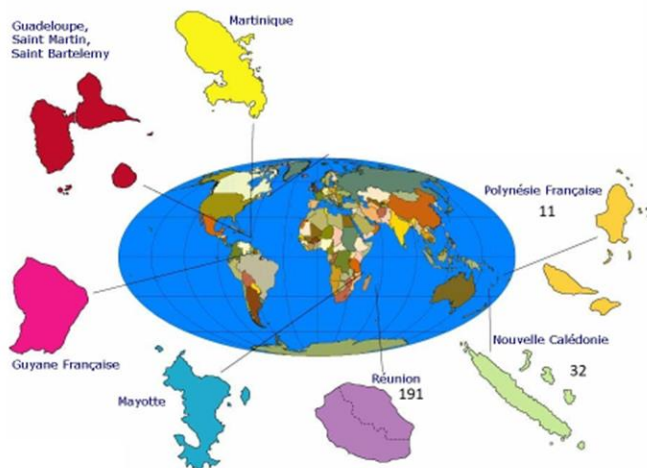 Guadeloupe,
Saint Martin,
Saint Bartelemy
Martinique
Polynésie Française
11
Guyane Française
Mayotte
Réunion
191
Nouvelle Calédonie
32